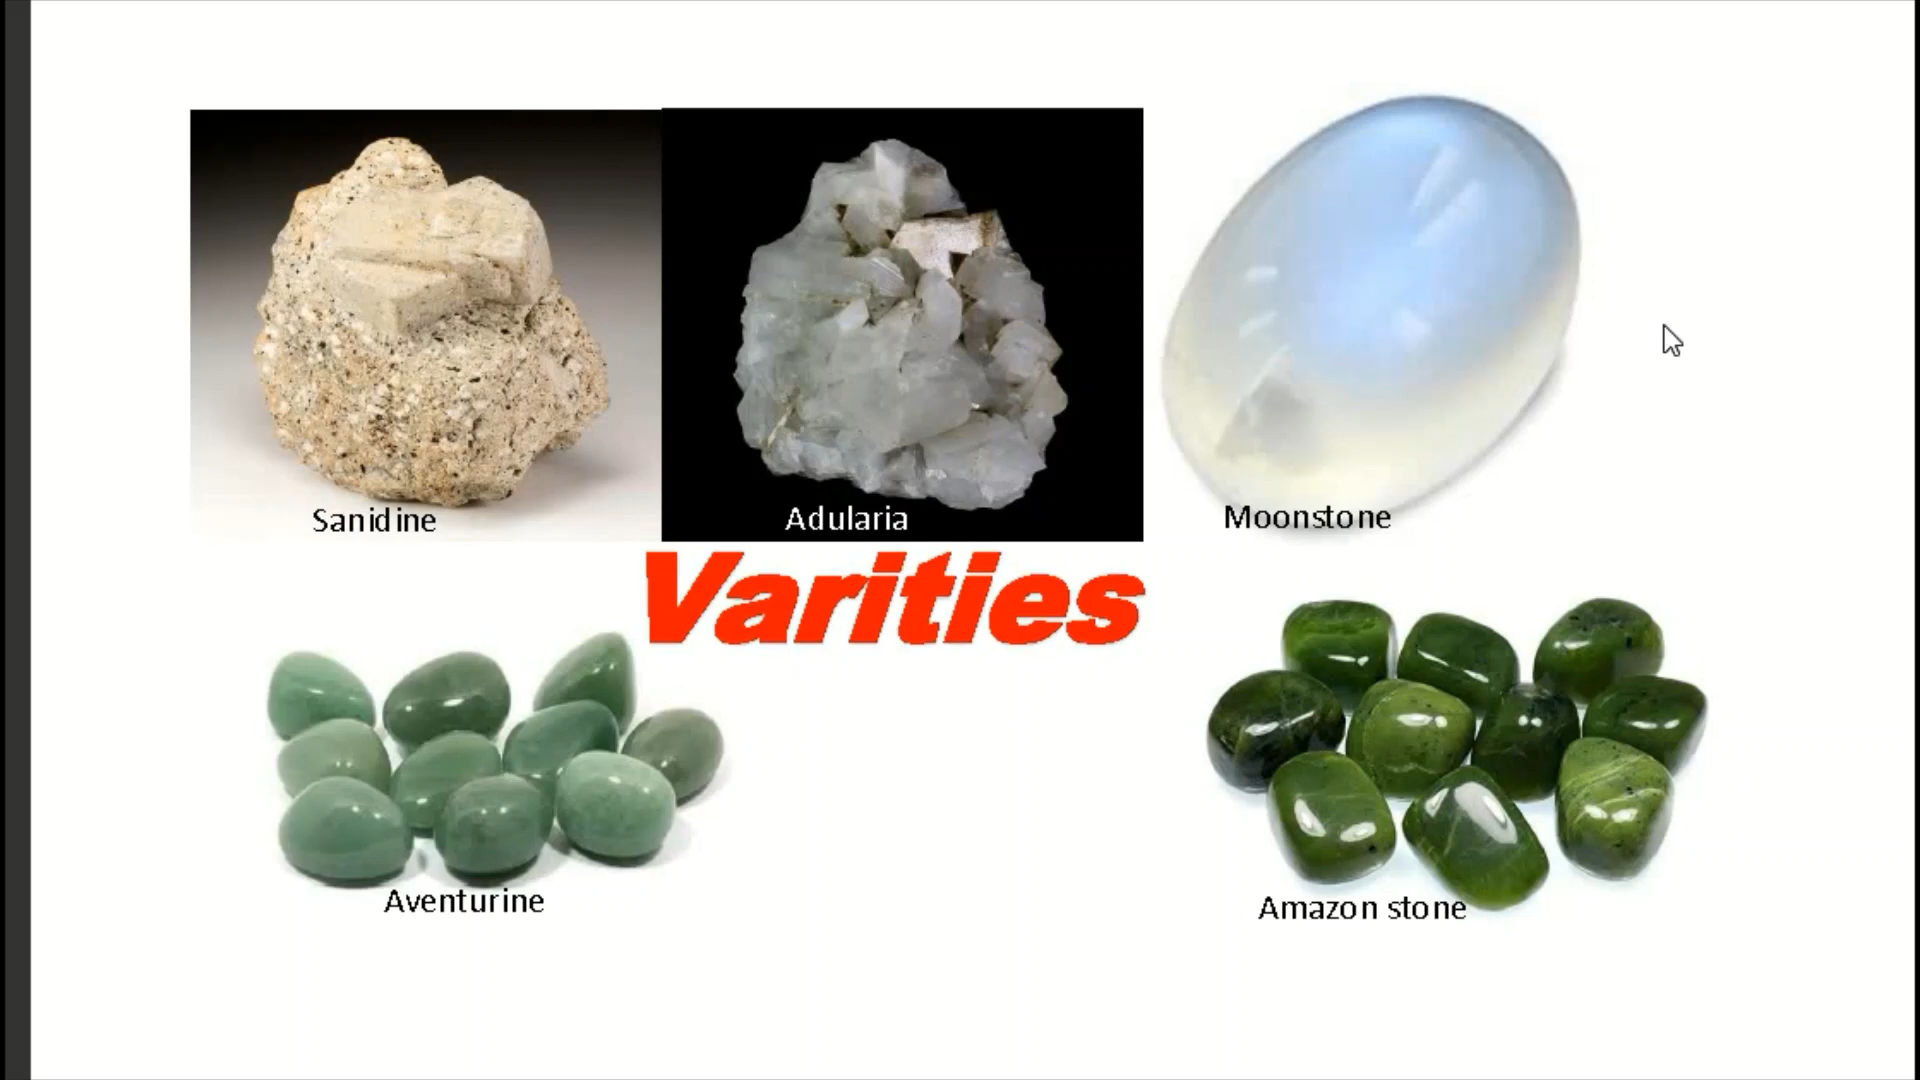 Sanidine
Adularia
Moonstone
Varities
Aventurine
Amazon stone